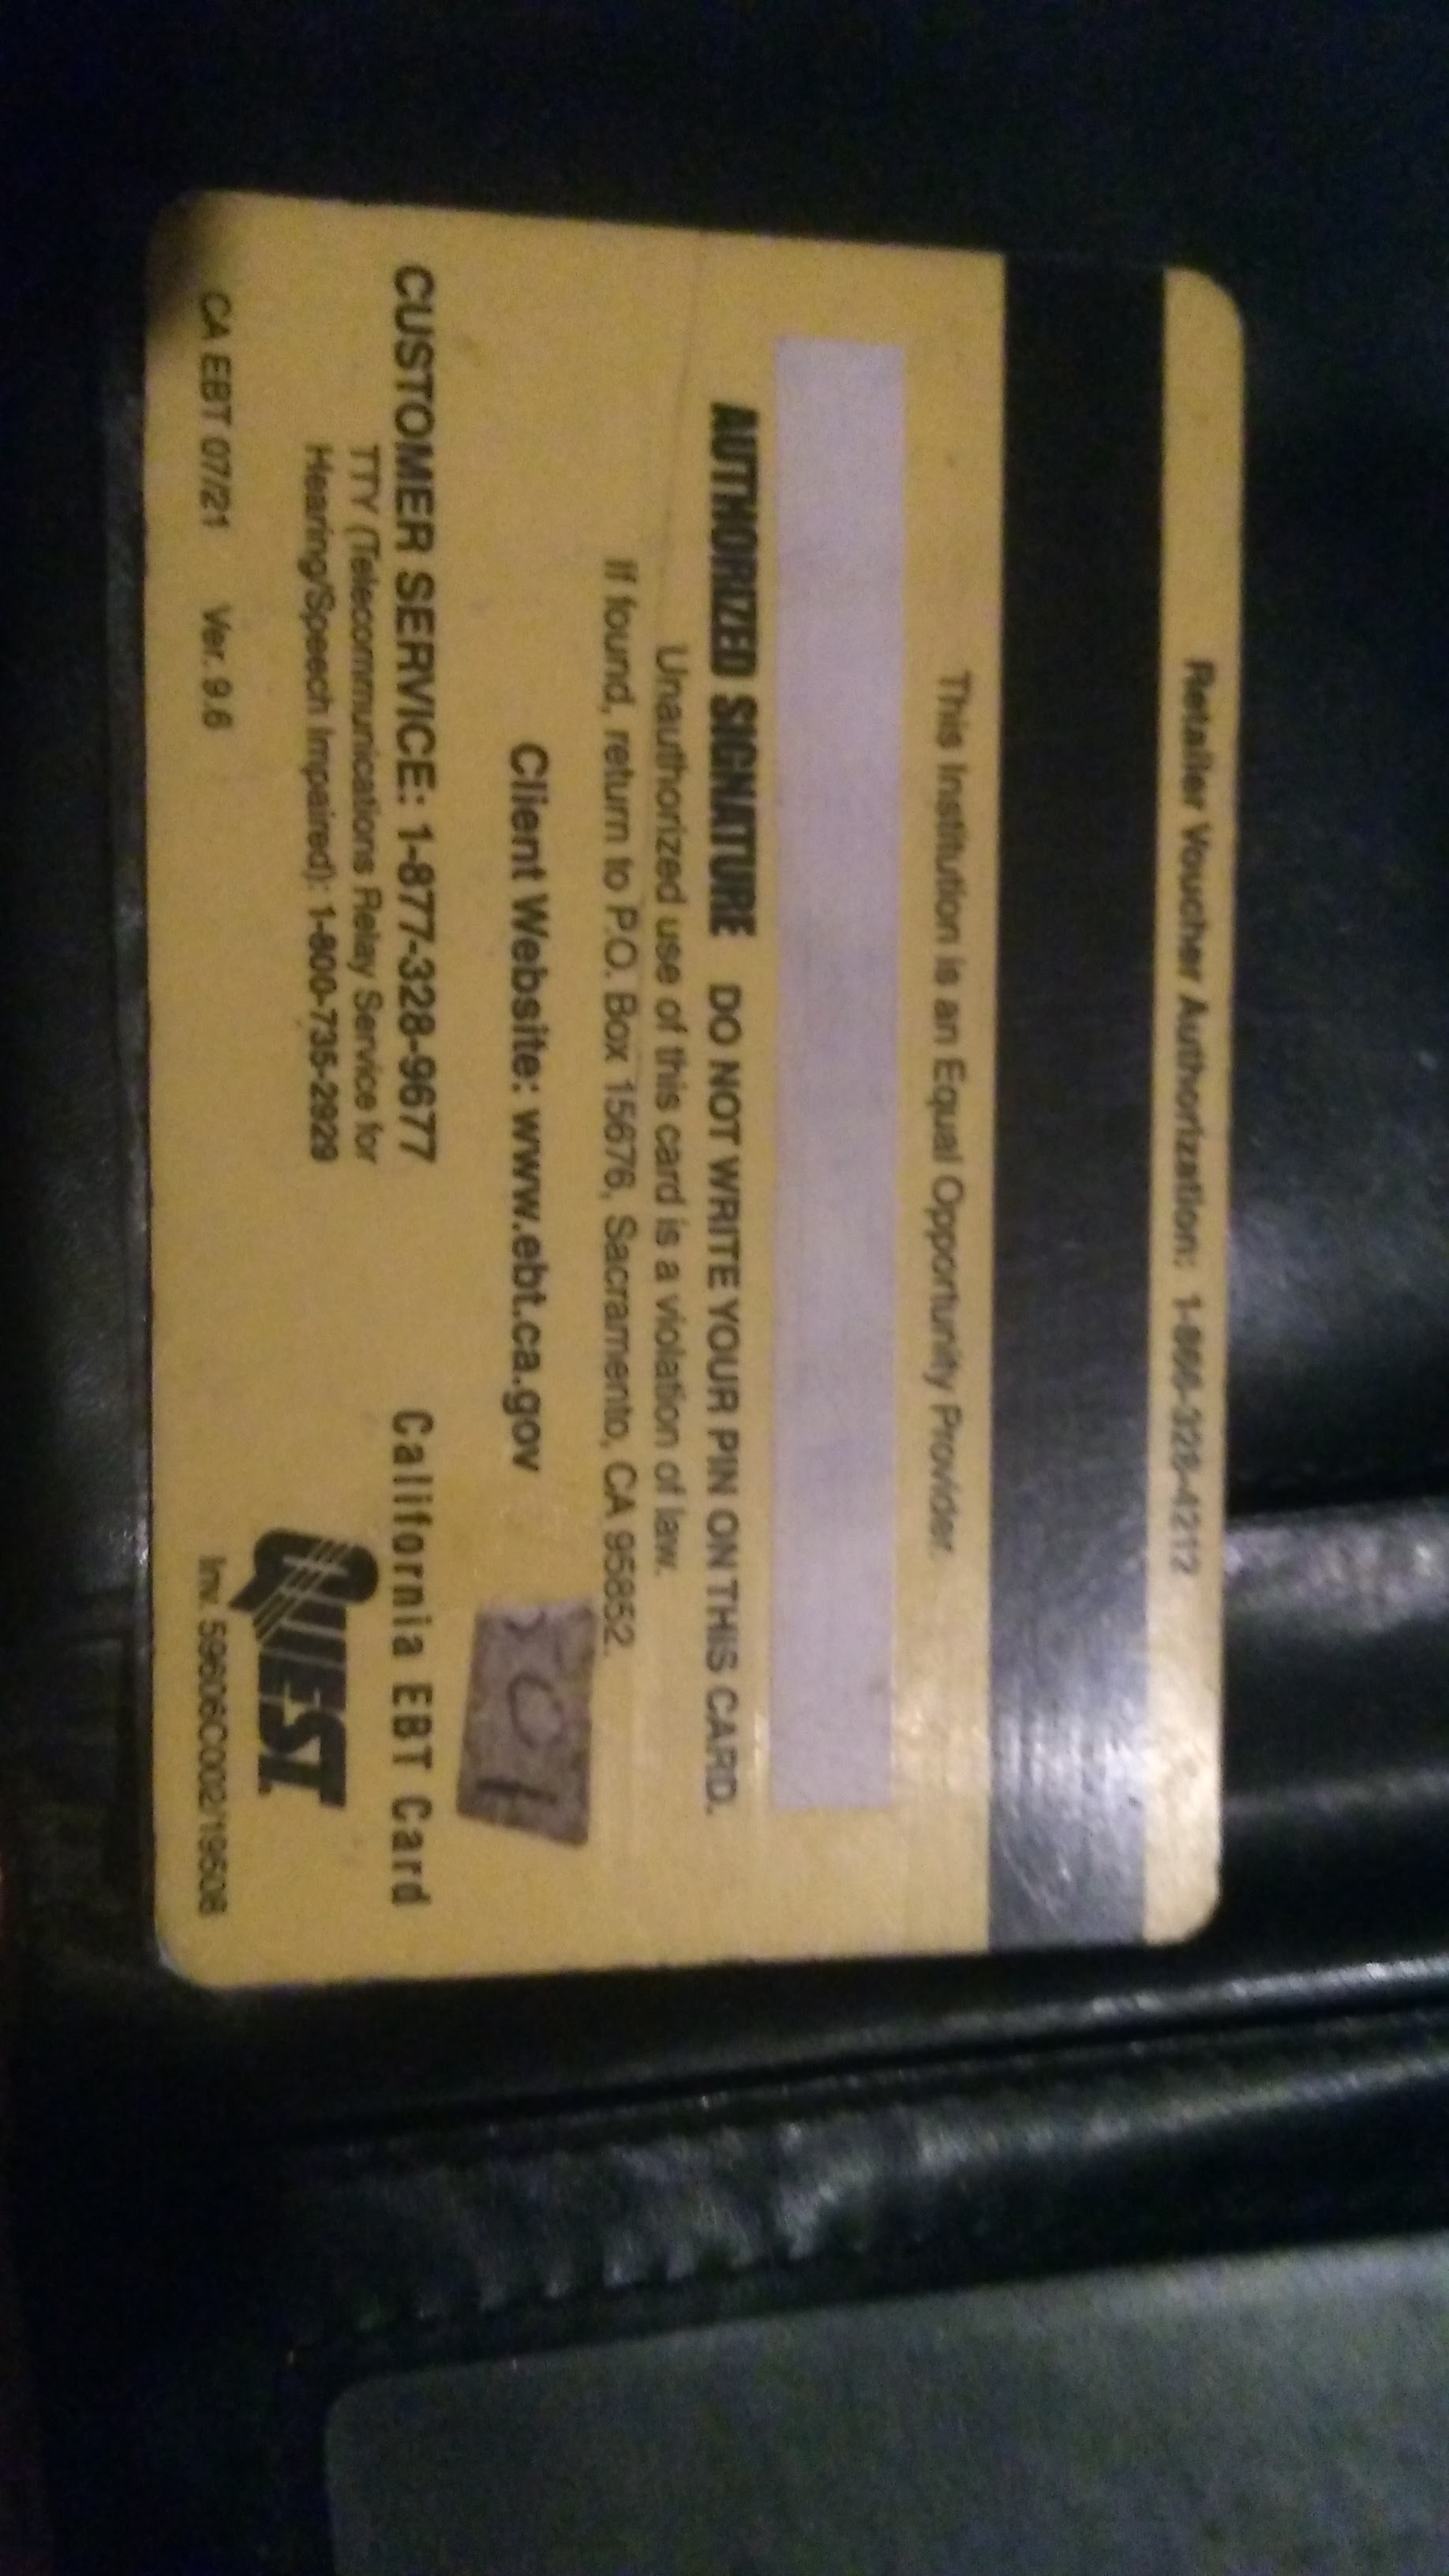 Retailer Voucher Authorization: 1-866-328-4212
This Institution is an Equal Opportunity Provider.
AUTHORIZED SIGNATURE DO NOT WRITE YOUR PIN ON THIS CARD.
Unauthorized use of this card is a violation of law.
If found, return to P.O. Box 15676, Sacramento, CA 95852.
Client Website: www.ebt.ca.gov
CUSTOMER SERVICE: 1-877-328-9677
TTY (Telecommunications Relay Service for
Hearing/Speech Impaired): 1-800-735-2929
California EBT Card
QUEST
CA EBT 07/21 Ver. 9.6
Inv. 59606C002/19508